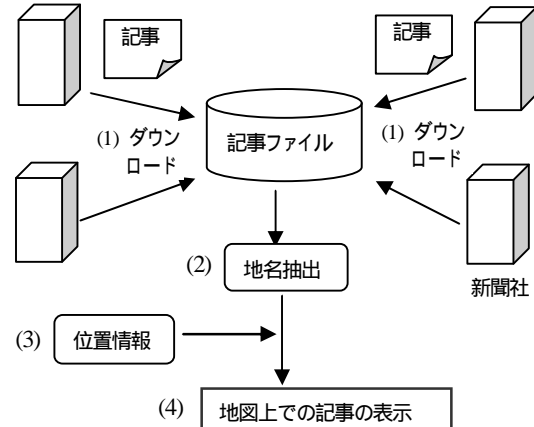 記事
記事
(1) ダウン
ロード
記事ファイル
(1) ダウン
ロード
(2) 地名抽出
新聞社
(3) 位置情報
(4) 地図上での記事の表示